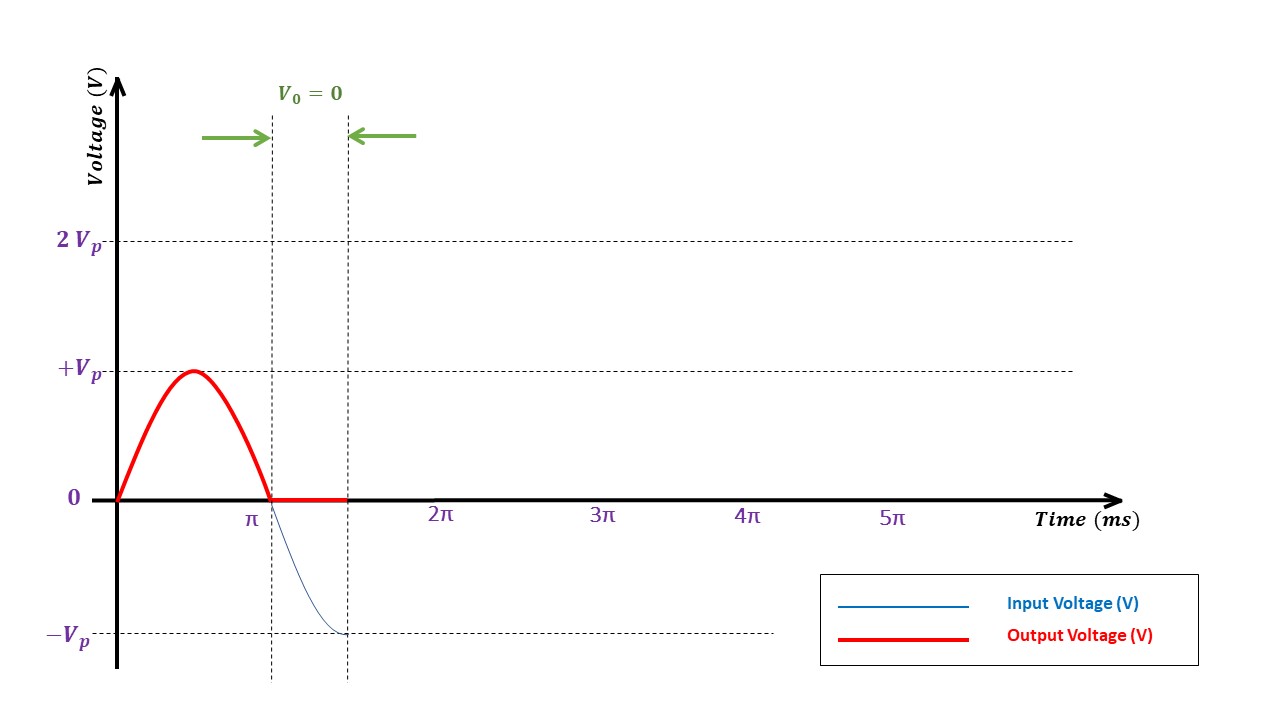 Voltage (V)
V₀ = 0
2 Vₚ
+Vₚ
0
π
2π
3π
4π
5π
Time (ms)
−Vₚ
Input Voltage (V)
Output Voltage (V)